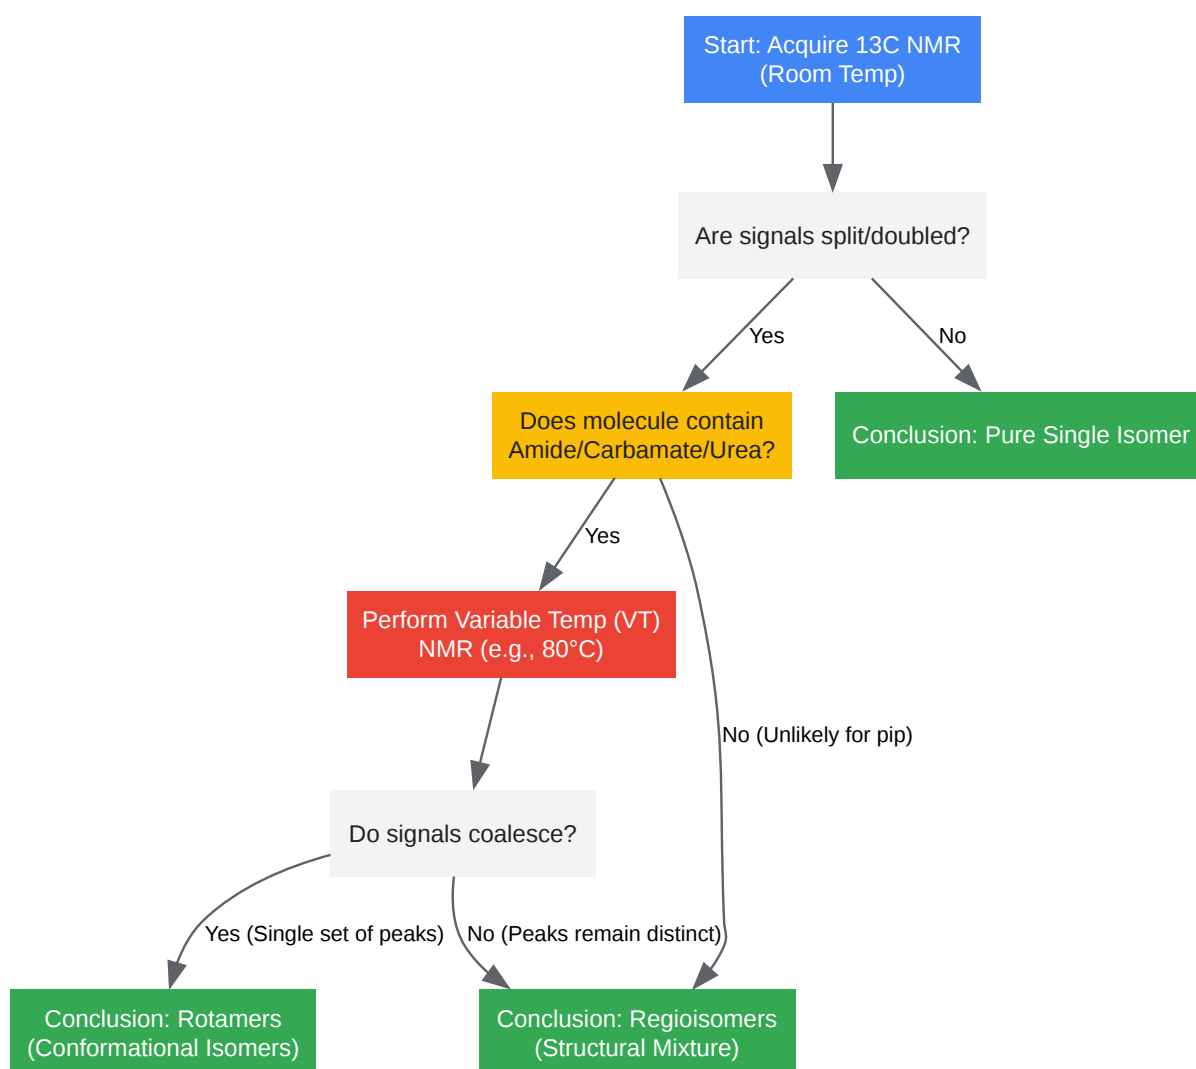 Start: Acquire 13C NMR
(Room Temp)
Are signals split/doubled?
Yes
No
Does molecule contain
Amide/Carbamate/Urea?
Conclusion: Pure Single Isomer
Yes
Perform Variable Temp (VT)
NMR (e.g., 80°C)
No (Unlikely for pip)
Do signals coalesce?
Yes (Single set of peaks)
No (Peaks remain distinct)
Conclusion: Rotamers
(Conformational Isomers)
Conclusion: Regioisomers
(Structural Mixture)